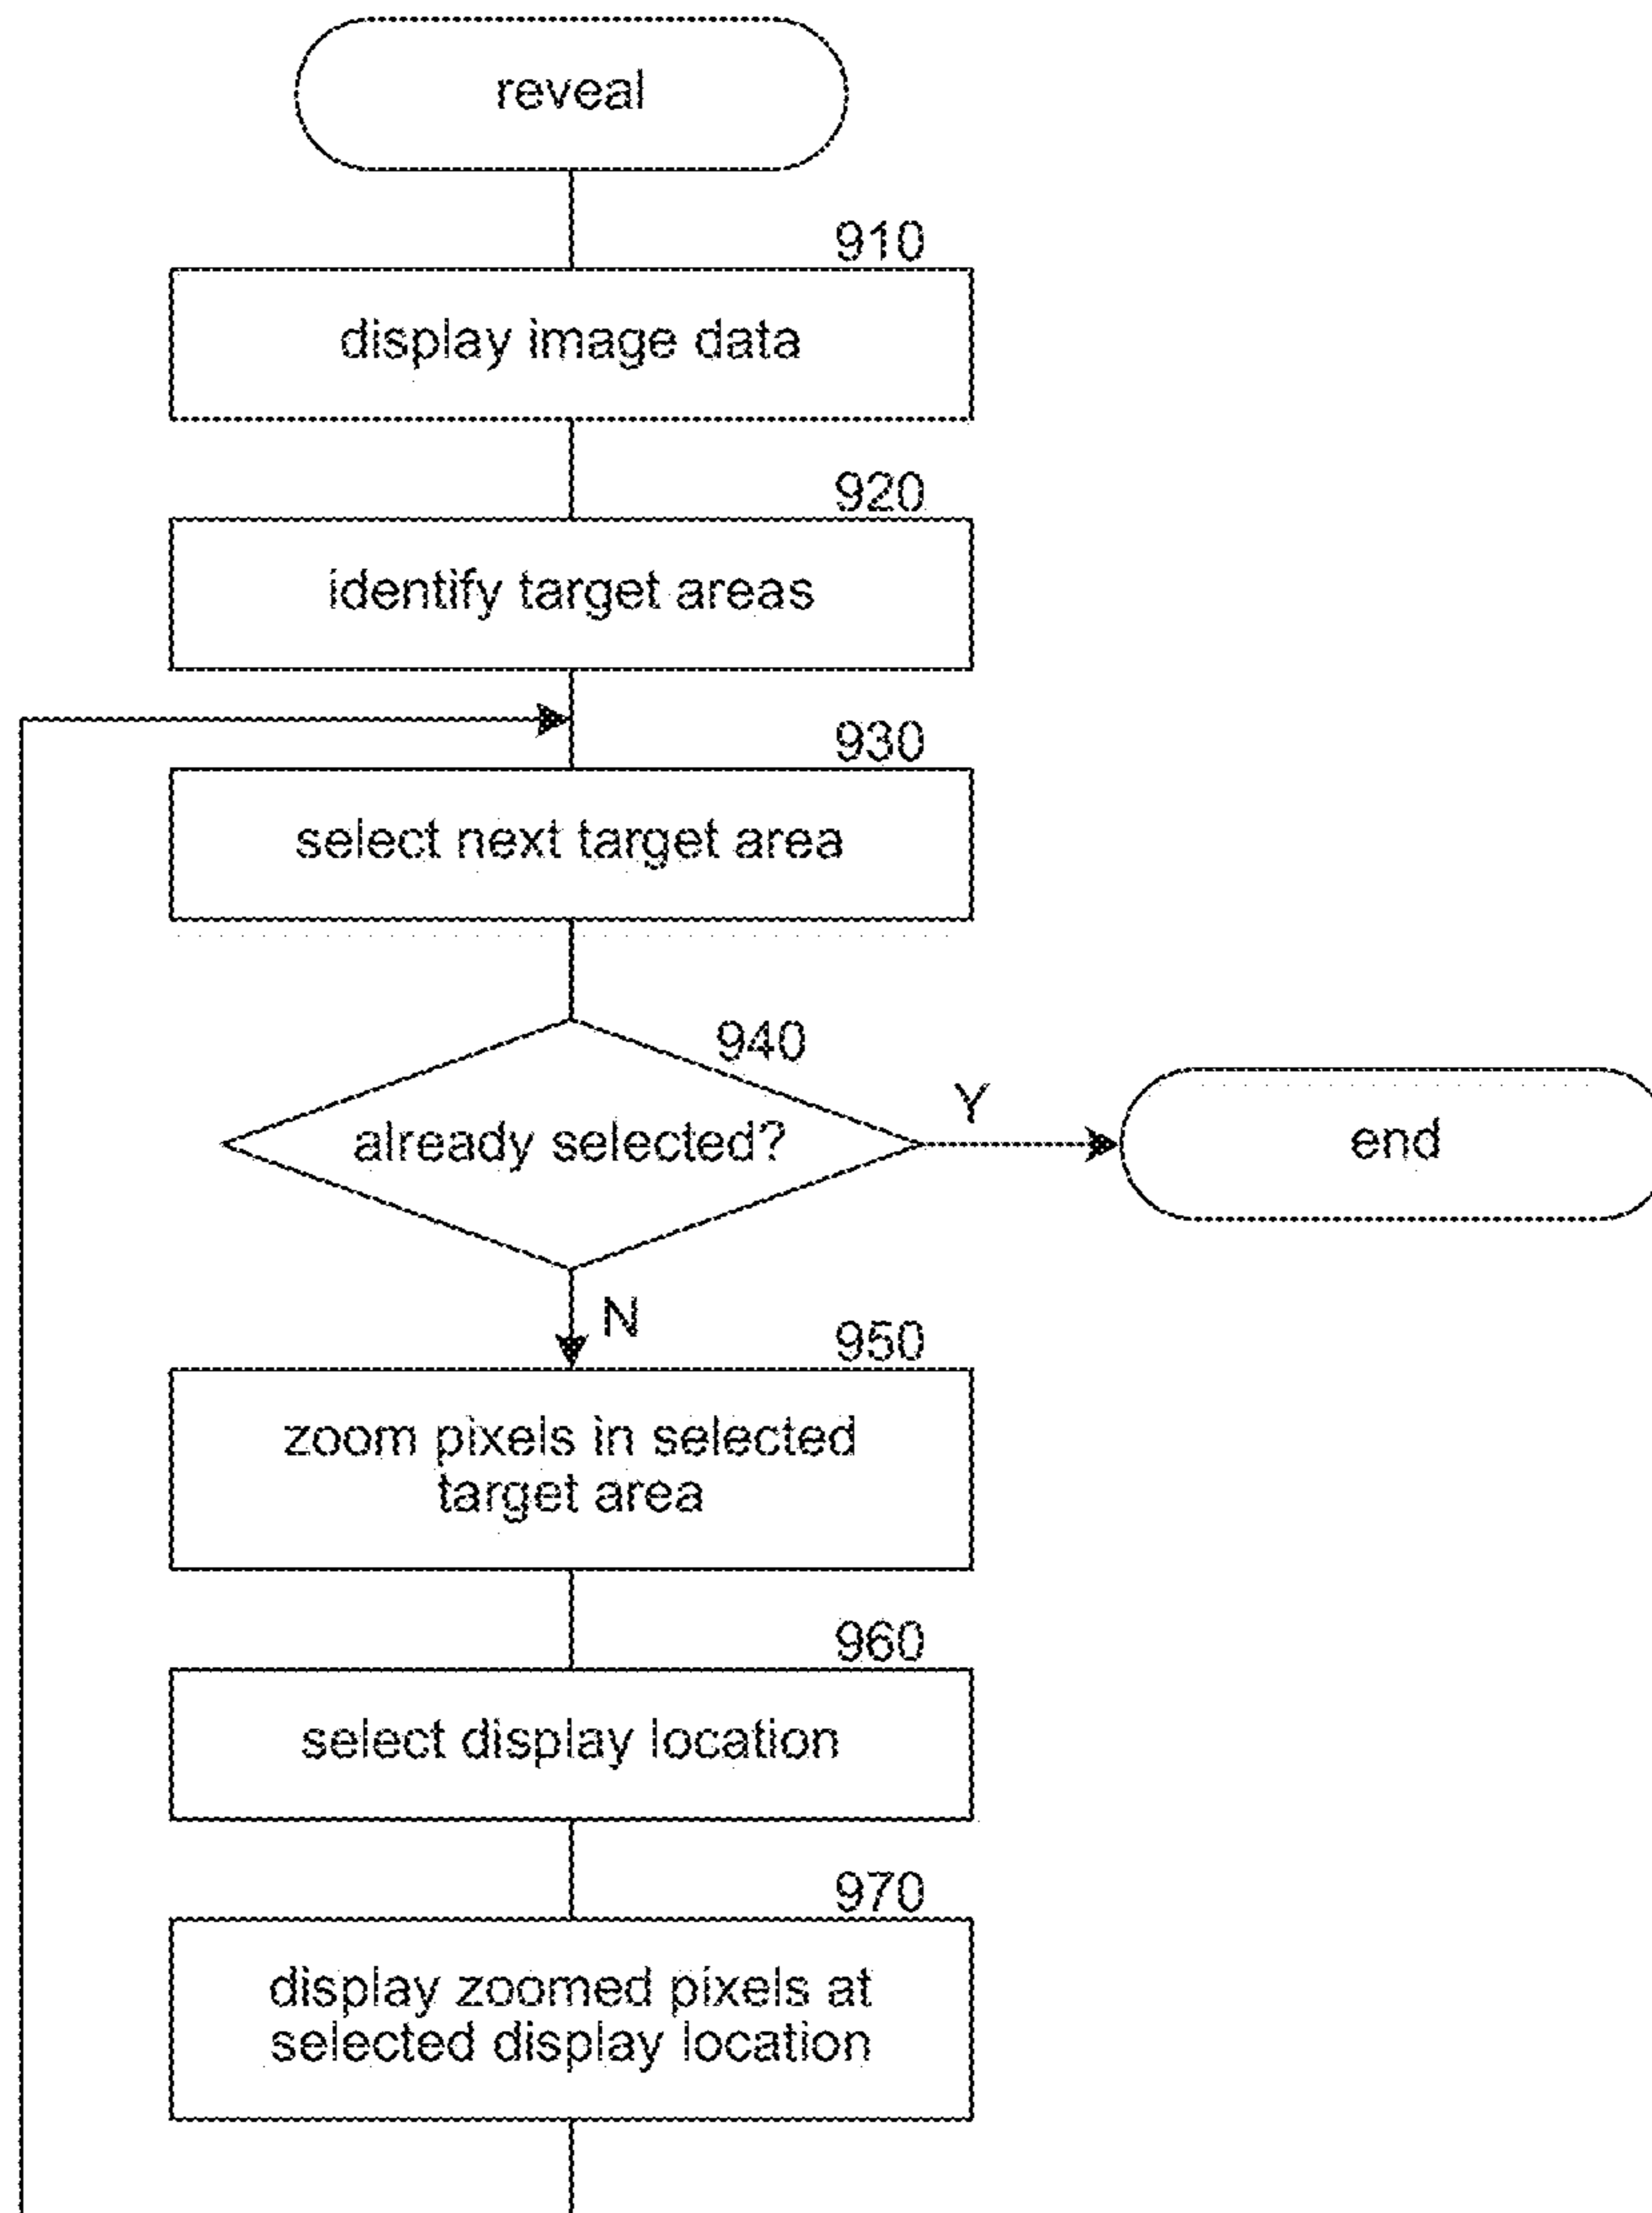 reveal
910
display image data
920
identify target areas
930
select next target area
940
already selected?
Y
end
N
950
zoom pixels in selected
target area
960
select display location
970
display zoomed pixels at
selected display location